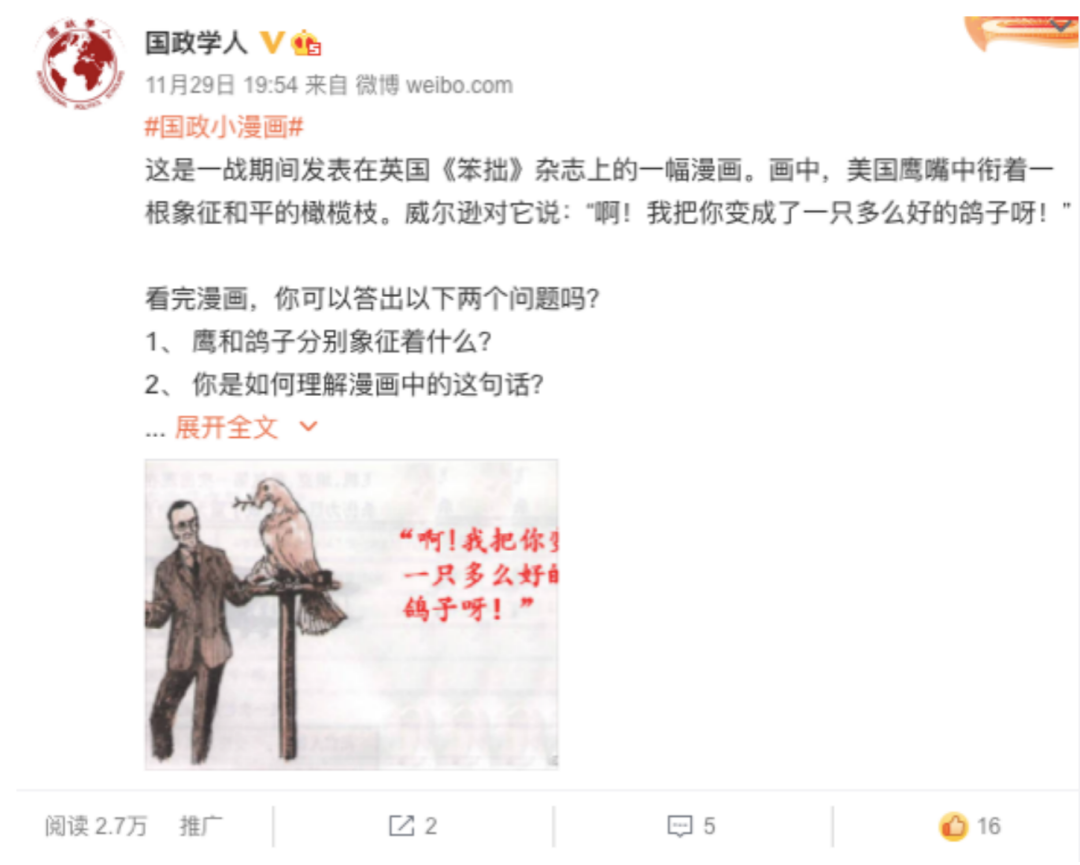 国政学人
11月29日 19:54 来自 微博 weibo.com
#国政小漫画#
这是一战期间发表在英国《笨拙》杂志上的一幅漫画。画中，美国鹰嘴中衔着一
根象征和平的橄榄枝。威尔逊对它说：“啊！我把你变成了一只多么好的鸽子呀！”
看完漫画，你可以答出以下两个问题吗？
1、 鹰和鸽子分别象征着什么？
2、 你是如何理解漫画中的这句话？
... 展开全文
“啊!我把你
一只多么好的
鸽子呀！”
阅读 2.7万 推广 2 5 16